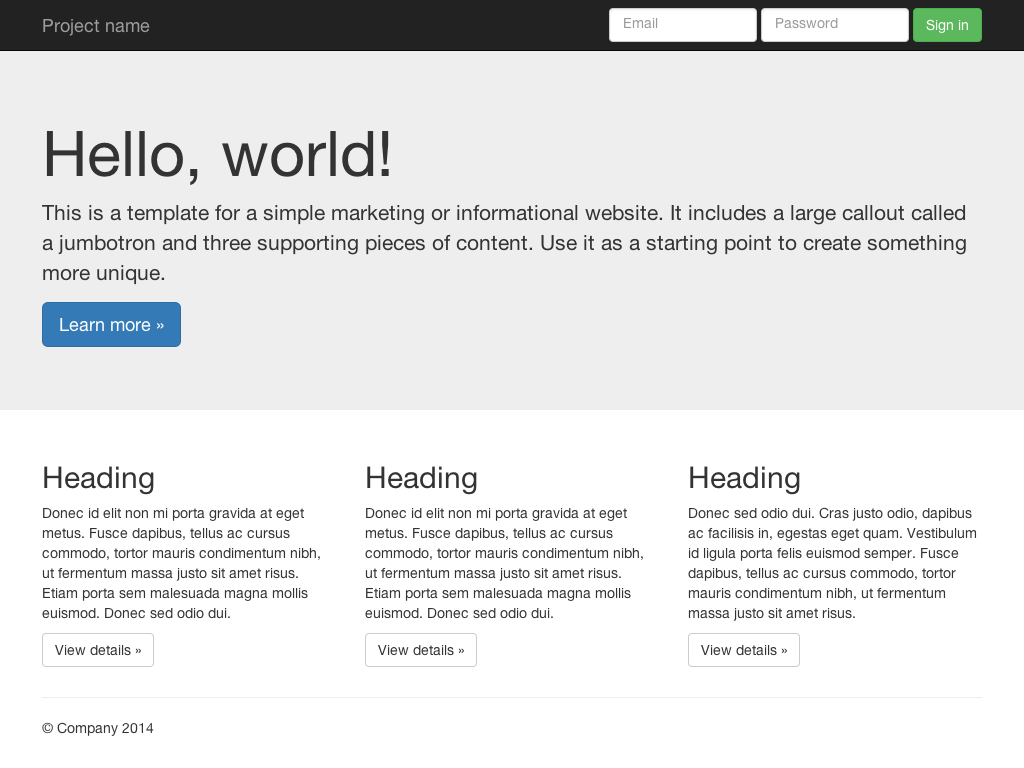 Project name
Email
Password
Sign in
Hello, world!
This is a template for a simple marketing or informational website. It includes a large callout called
a jumbotron and three supporting pieces of content. Use it as a starting point to create something
more unique.
Learn more »
Heading
Donec id elit non mi porta gravida at eget
metus. Fusce dapibus, tellus ac cursus
commodo, tortor mauris condimentum nibh,
ut fermentum massa justo sit amet risus.
Etiam porta sem malesuada magna mollis
euismod. Donec sed odio dui.
View details »
Heading
Donec id elit non mi porta gravida at eget
metus. Fusce dapibus, tellus ac cursus
commodo, tortor mauris condimentum nibh,
ut fermentum massa justo sit amet risus.
Etiam porta sem malesuada magna mollis
euismod. Donec sed odio dui.
View details »
Heading
Donec sed odio dui. Cras justo odio, dapibus
ac facilisis in, egestas eget quam. Vestibulum
id ligula porta felis euismod semper. Fusce
dapibus, tellus ac cursus commodo, tortor
mauris condimentum nibh, ut fermentum
massa justo sit amet risus.
View details »
© Company 2014